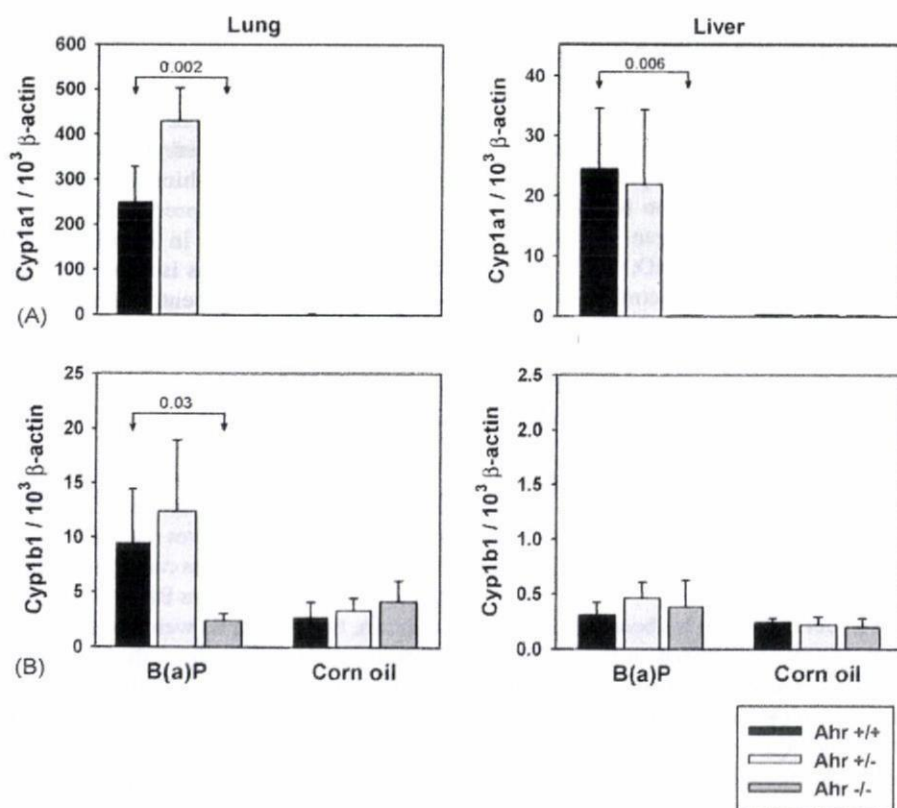 Lung
Liver
Cyp1a1 / 10³ β-actin
600
500
400
300
200
100
0
0.002
(A)
Cyp1a1 / 10³ β-actin
40
30
20
10
0
0.006
Cyp1b1 / 10³ β-actin
25
20
15
10
5
0
0.03
(B)
B(a)P
Corn oil
Cyp1b1 / 10³ β-actin
2.5
2.0
1.5
1.0
0.5
0.0
B(a)P
Corn oil
Ahr +/+
Ahr +/-
Ahr -/-